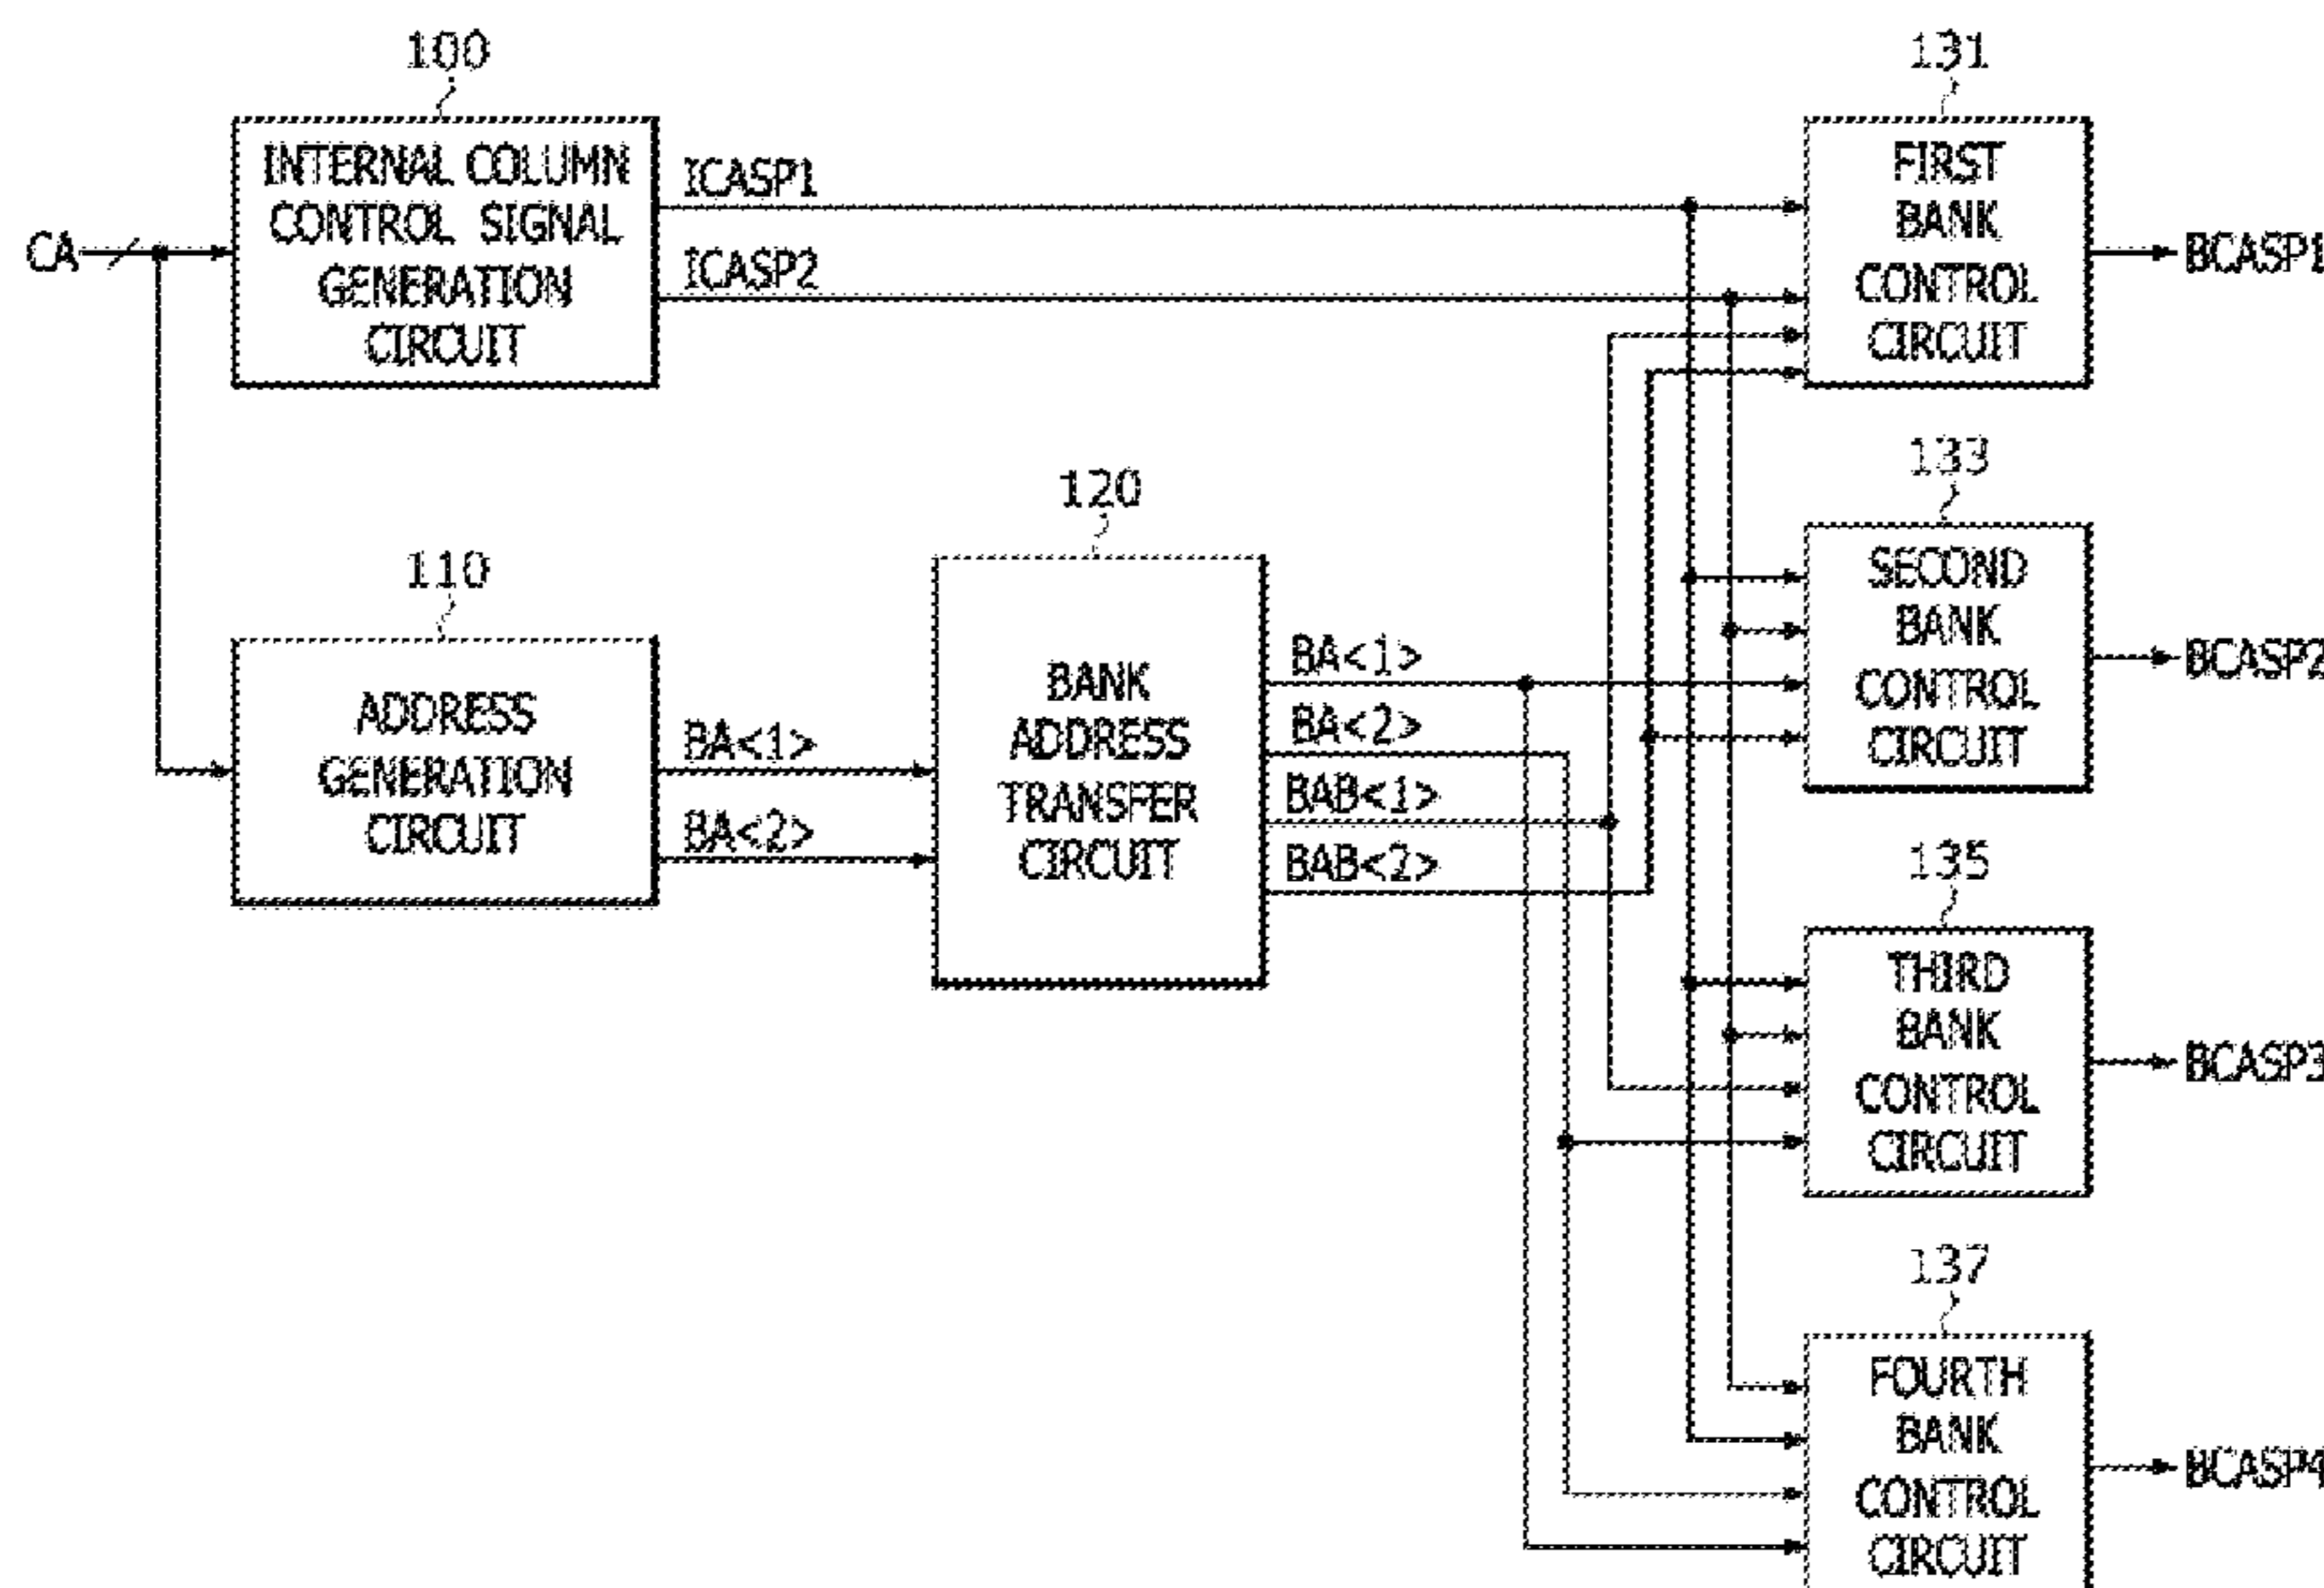 100
INTERNAL COLUMN
CONTROL SIGNAL
GENERATION
CIRCUIT
CA
ICASP1
ICASP2
131
FIRST
BANK
CONTROL
CIRCUIT
BCASP1
110
ADDRESS
GENERATION
CIRCUIT
BA<1>
BA<2>
120
BANK
ADDRESS
TRANSFER
CIRCUIT
BA<1>
BA<2>
BAB<1>
BAB<2>
133
SECOND
BANK
CONTROL
CIRCUIT
BCASP2
135
THIRD
BANK
CONTROL
CIRCUIT
BCASP3
137
FOURTH
BANK
CONTROL
CIRCUIT
BCASP4